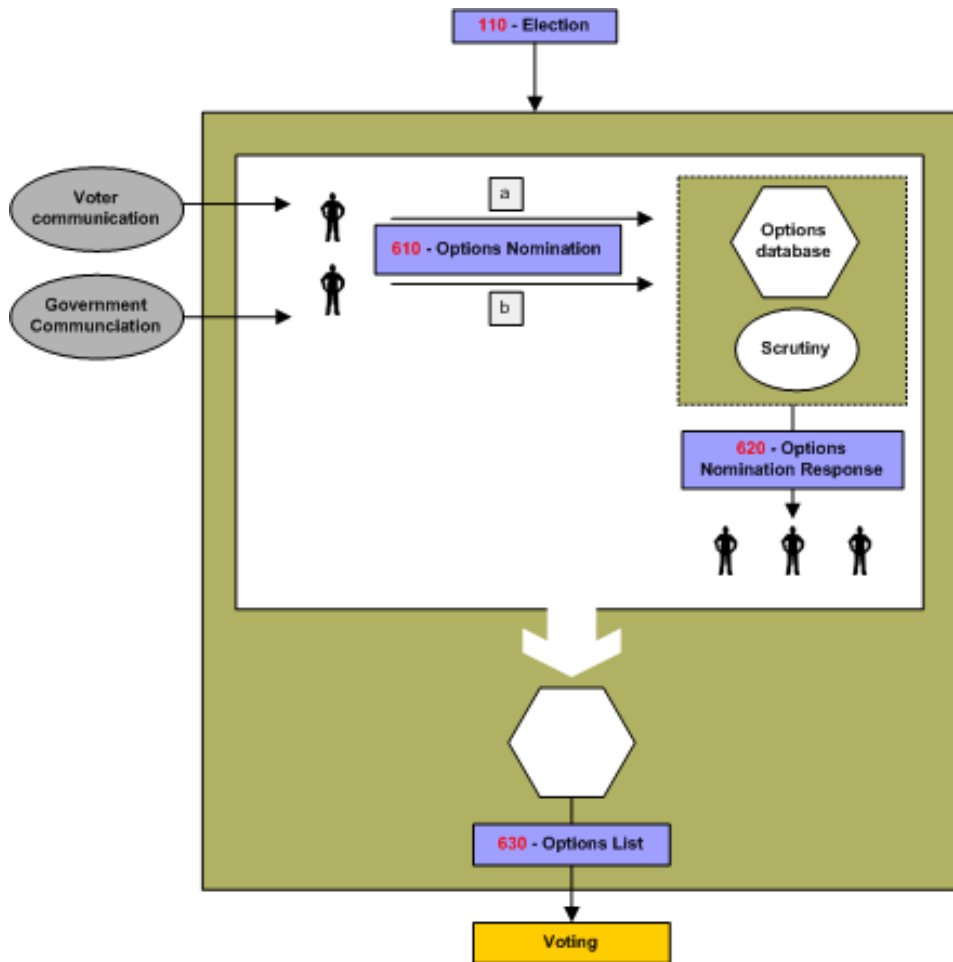 110 - Election
Voter
communication
Government
Communciation
a
610 - Options Nomination
b
Options
database
Scrutiny
620 - Options
Nomination Response
630 - Options List
Voting